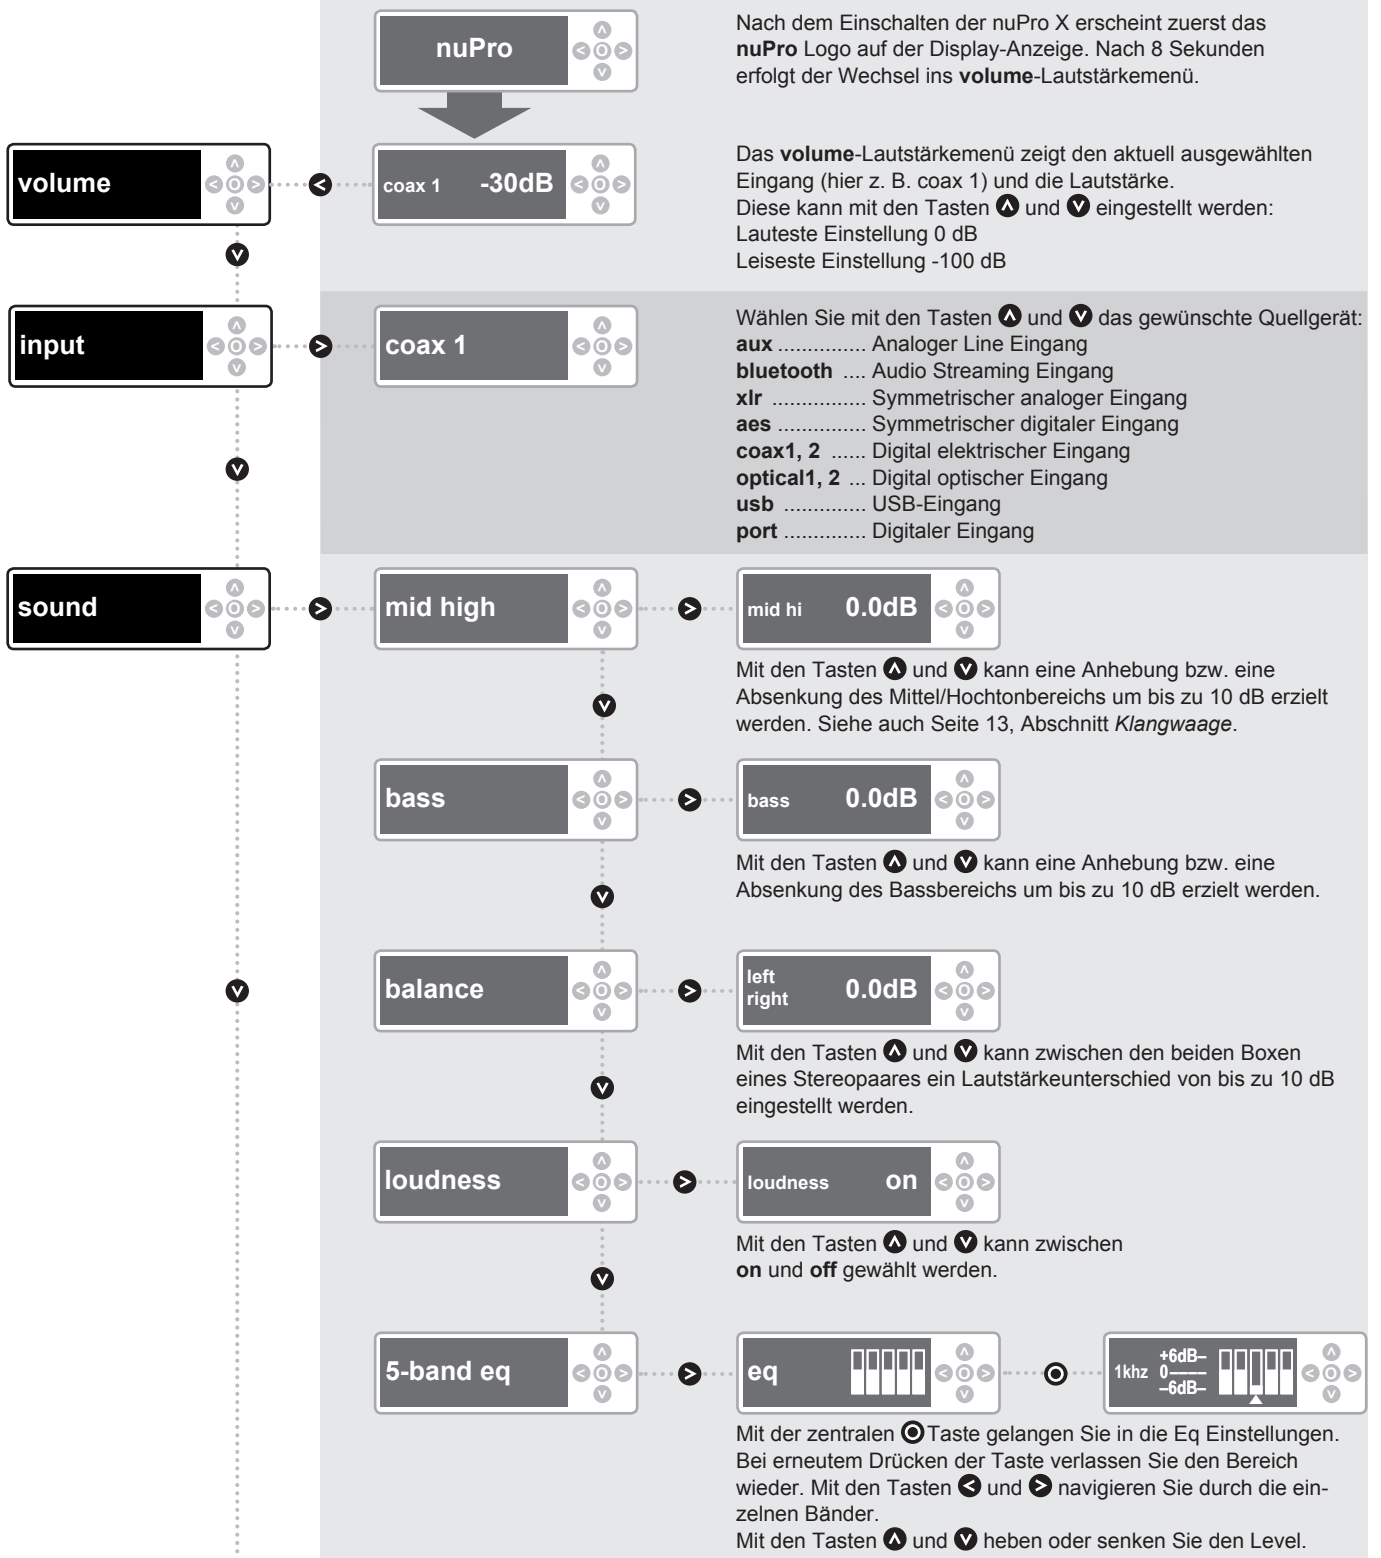 nuPro
Nach dem Einschalten der nuPro X erscheint zuerst das
nuPro Logo auf der Display-Anzeige. Nach 8 Sekunden
erfolgt der Wechsel ins volume-Lautstärkemenü.
volume
coax 1 -30dB
Das volume-Lautstärkemenü zeigt den aktuell ausgewählten
Eingang (hier z. B. coax 1) und die Lautstärke.
Diese kann mit den Tasten und eingestellt werden:
Lauteste Einstellung 0 dB
Leiseste Einstellung -100 dB
input
coax 1
Wählen Sie mit den Tasten und das gewünschte Quellgerät:
aux ............... Analoger Line Eingang
bluetooth .... Audio Streaming Eingang
xlr ................ Symmetrischer analoger Eingang
aes ............... Symmetrischer digitaler Eingang
coax1, 2 ...... Digital elektrischer Eingang
optical1, 2 ... Digital optischer Eingang
usb .............. USB-Eingang
port .............. Digitaler Eingang
sound
mid high
mid hi 0.0dB
Mit den Tasten und kann eine Anhebung bzw. eine
Absenkung des Mittel/Hochtonbereichs um bis zu 10 dB erzielt
werden. Siehe auch Seite 13, Abschnitt Klangwaage.
bass
bass 0.0dB
Mit den Tasten und kann eine Anhebung bzw. eine
Absenkung des Bassbereichs um bis zu 10 dB erzielt werden.
balance
left
right 0.0dB
Mit den Tasten und kann zwischen den beiden Boxen
eines Stereopaares ein Lautstärkeunterschied von bis zu 10 dB
eingestellt werden.
loudness
loudness on
Mit den Tasten und kann zwischen
on und off gewählt werden.
5-band eq
eq
+6dB–
1khz 0––––
–6dB–
Mit der zentralen Taste gelangen Sie in die Eq Einstellungen.
Bei erneutem Drücken der Taste verlassen Sie den Bereich
wieder. Mit den Tasten und navigieren Sie durch die ein-
zelnen Bänder.
Mit den Tasten und heben oder senken Sie den Level.